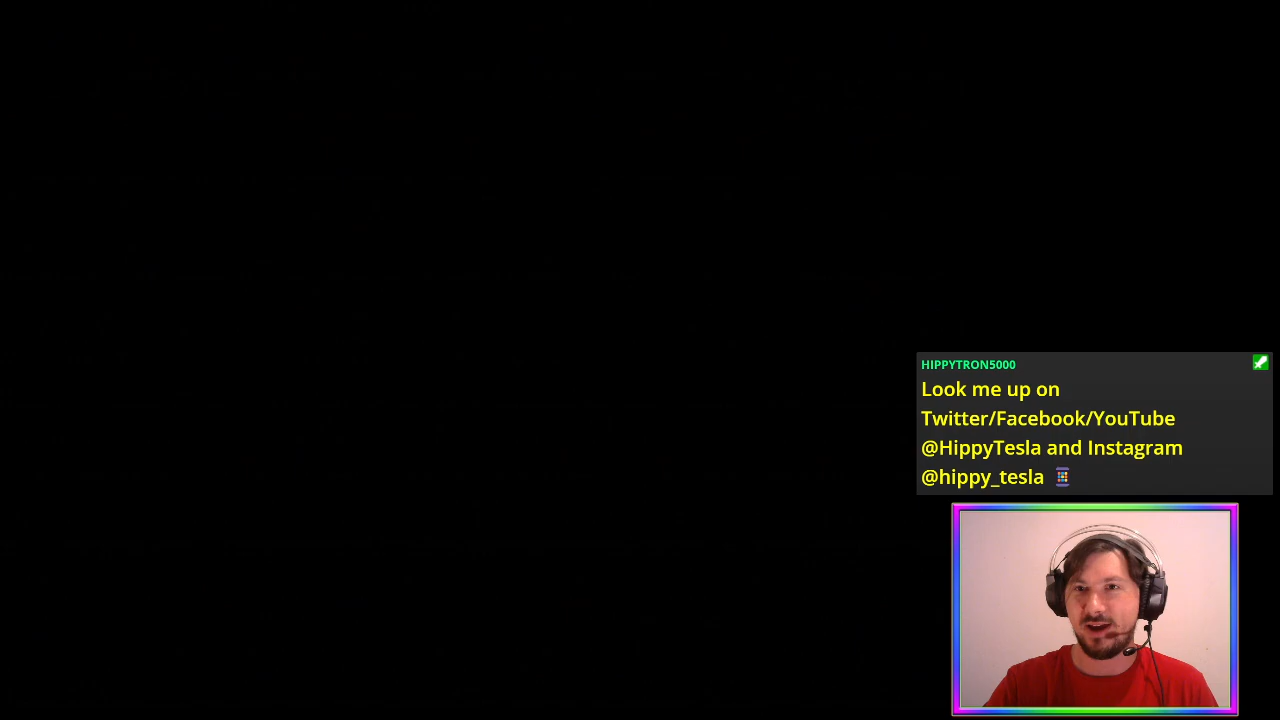 HIPPYTRON5000
Look me up on
Twitter/Facebook/YouTube
@HippyTesla and Instagram
@hippy_tesla